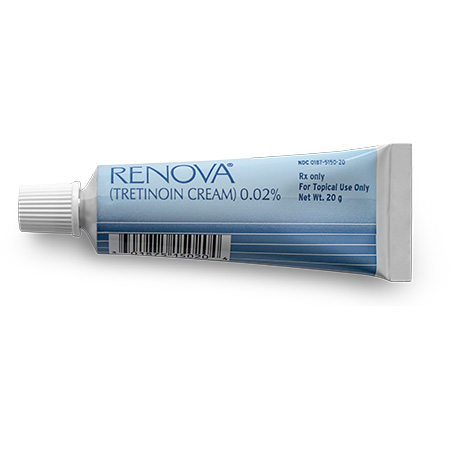 NDC 0187-5150-20
RENOVA®
(TRETINOIN CREAM) 0.02%
Rx only
For Topical Use Only
Net Wt. 20 g